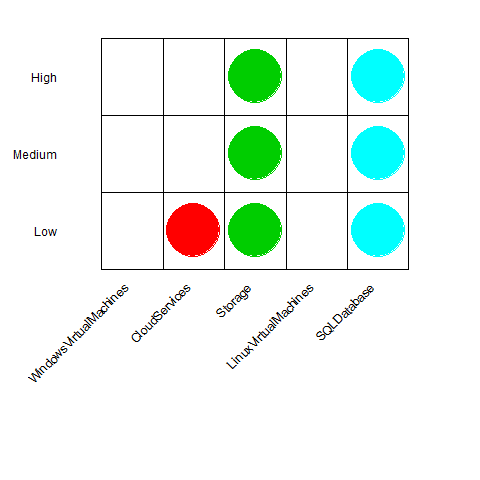 High
Medium
Low
WindowsVirtualMachines
CloudServices
Storage
LinuxVirtualMachines
SQLDatabase